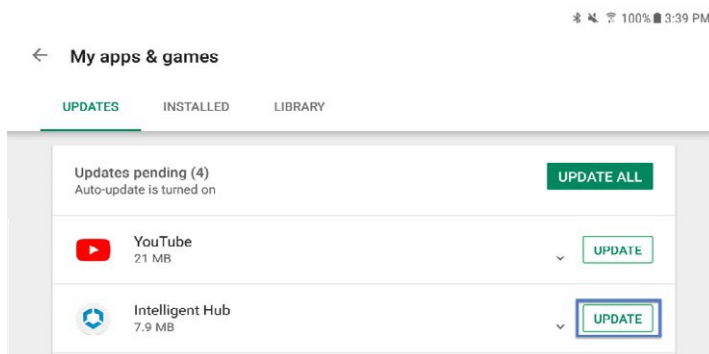 100% 3:39 PM
My apps & games
UPDATES INSTALLED LIBRARY
Updates pending (4)
UPDATE ALL
Auto-update is turned on
YouTube
UPDATE
21 MB
Intelligent Hub
UPDATE
7.9 MB